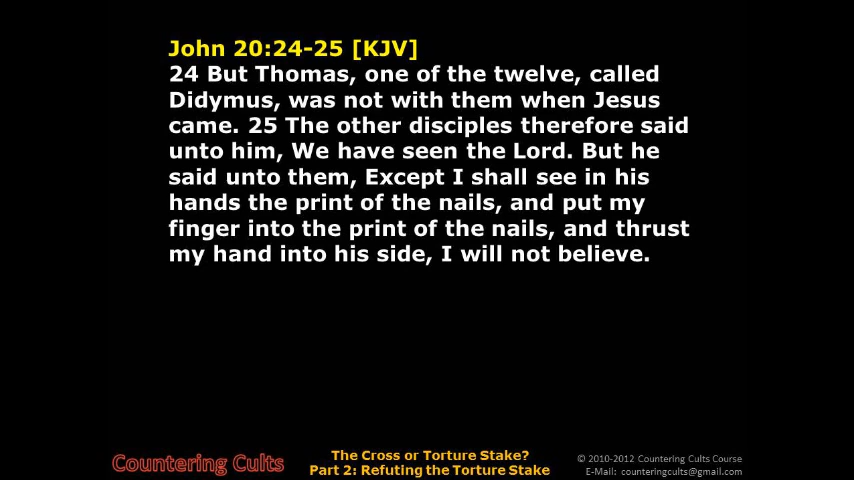 John 20:24-25 [KJV]
24 But Thomas, one of the twelve, called
Didymus, was not with them when Jesus
came. 25 The other disciples therefore said
unto him, We have seen the Lord. But he
said unto them, Except I shall see in his
hands the print of the nails, and put my
finger into the print of the nails, and thrust
my hand into his side, I will not believe.
Countering Cults
The Cross or Torture Stake?
Part 2: Refuting the Torture Stake
© 2010-2012 Countering Cults Course
E-Mail: counteringcults@gmail.com